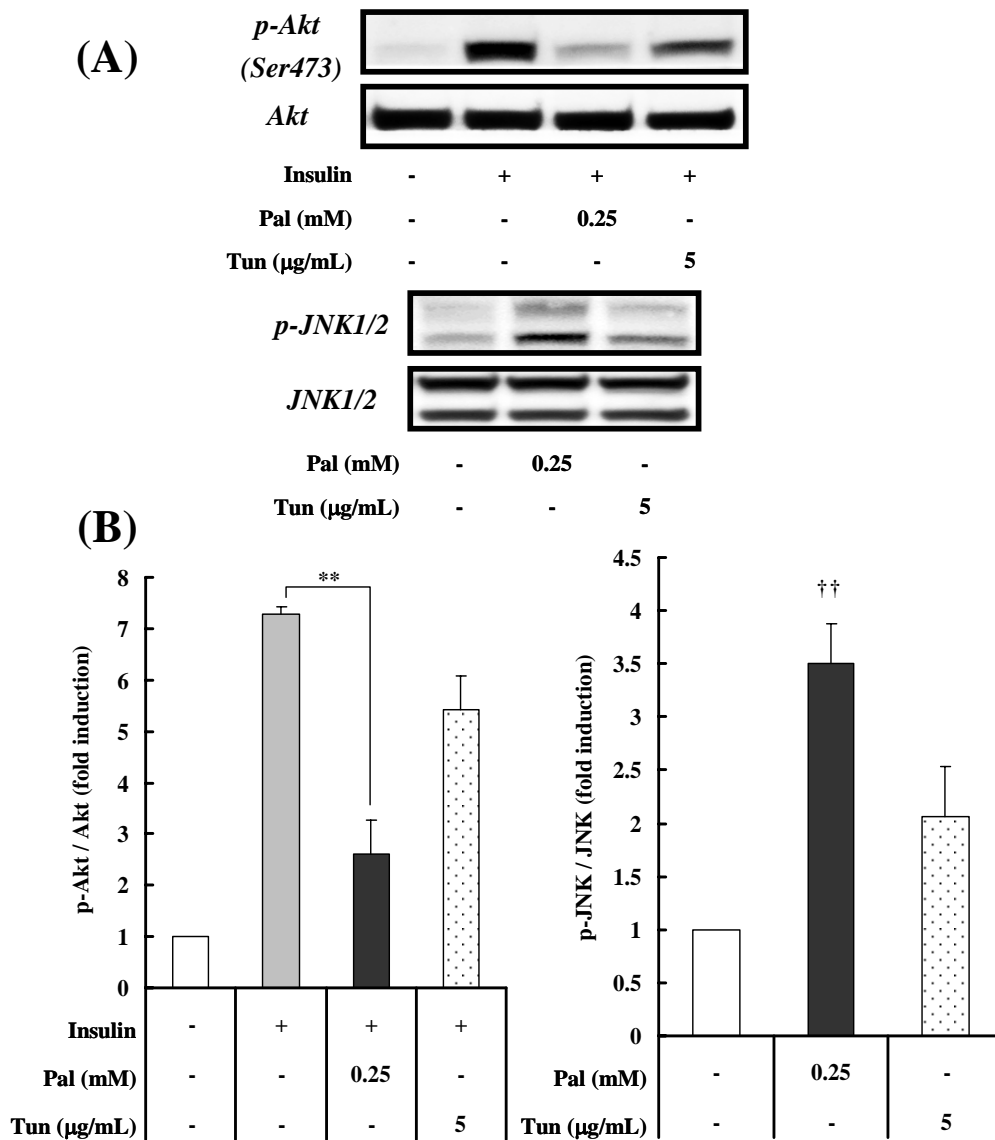 (A)
p-Akt
(Ser473)
Akt
Insulin - + + +
Pal (mM) - - 0.25 -
Tun (μg/mL) - - - 5
p-JNK1/2
JNK1/2
Pal (mM) - 0.25 -
Tun (μg/mL) - - 5
(B)
p-Akt / Akt (fold induction)
8
7
6
5
4
3
2
1
0
**
Insulin - + + +
Pal (mM) - - 0.25 -
Tun (μg/mL) - - - 5
p-JNK / JNK (fold induction)
4.5
4
3.5
3
2.5
2
1.5
1
0.5
0
††
Pal (mM) - 0.25 -
Tun (μg/mL) - - 5